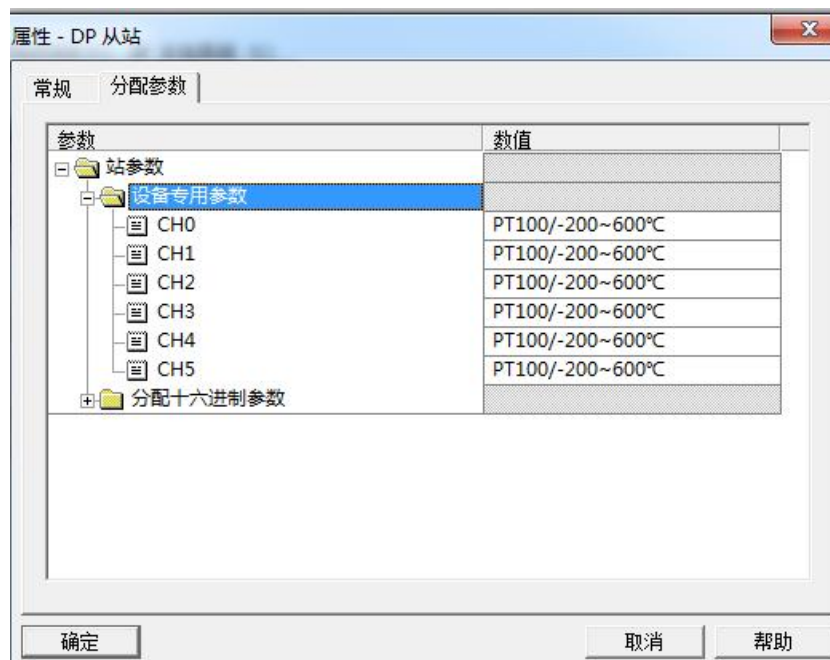 属性 - DP 从站
常规 分配参数
参数 数值
站参数
设备专用参数
CH0 PT100/-200~600℃
CH1 PT100/-200~600℃
CH2 PT100/-200~600℃
CH3 PT100/-200~600℃
CH4 PT100/-200~600℃
CH5 PT100/-200~600℃
分配十六进制参数
确定 取消 帮助